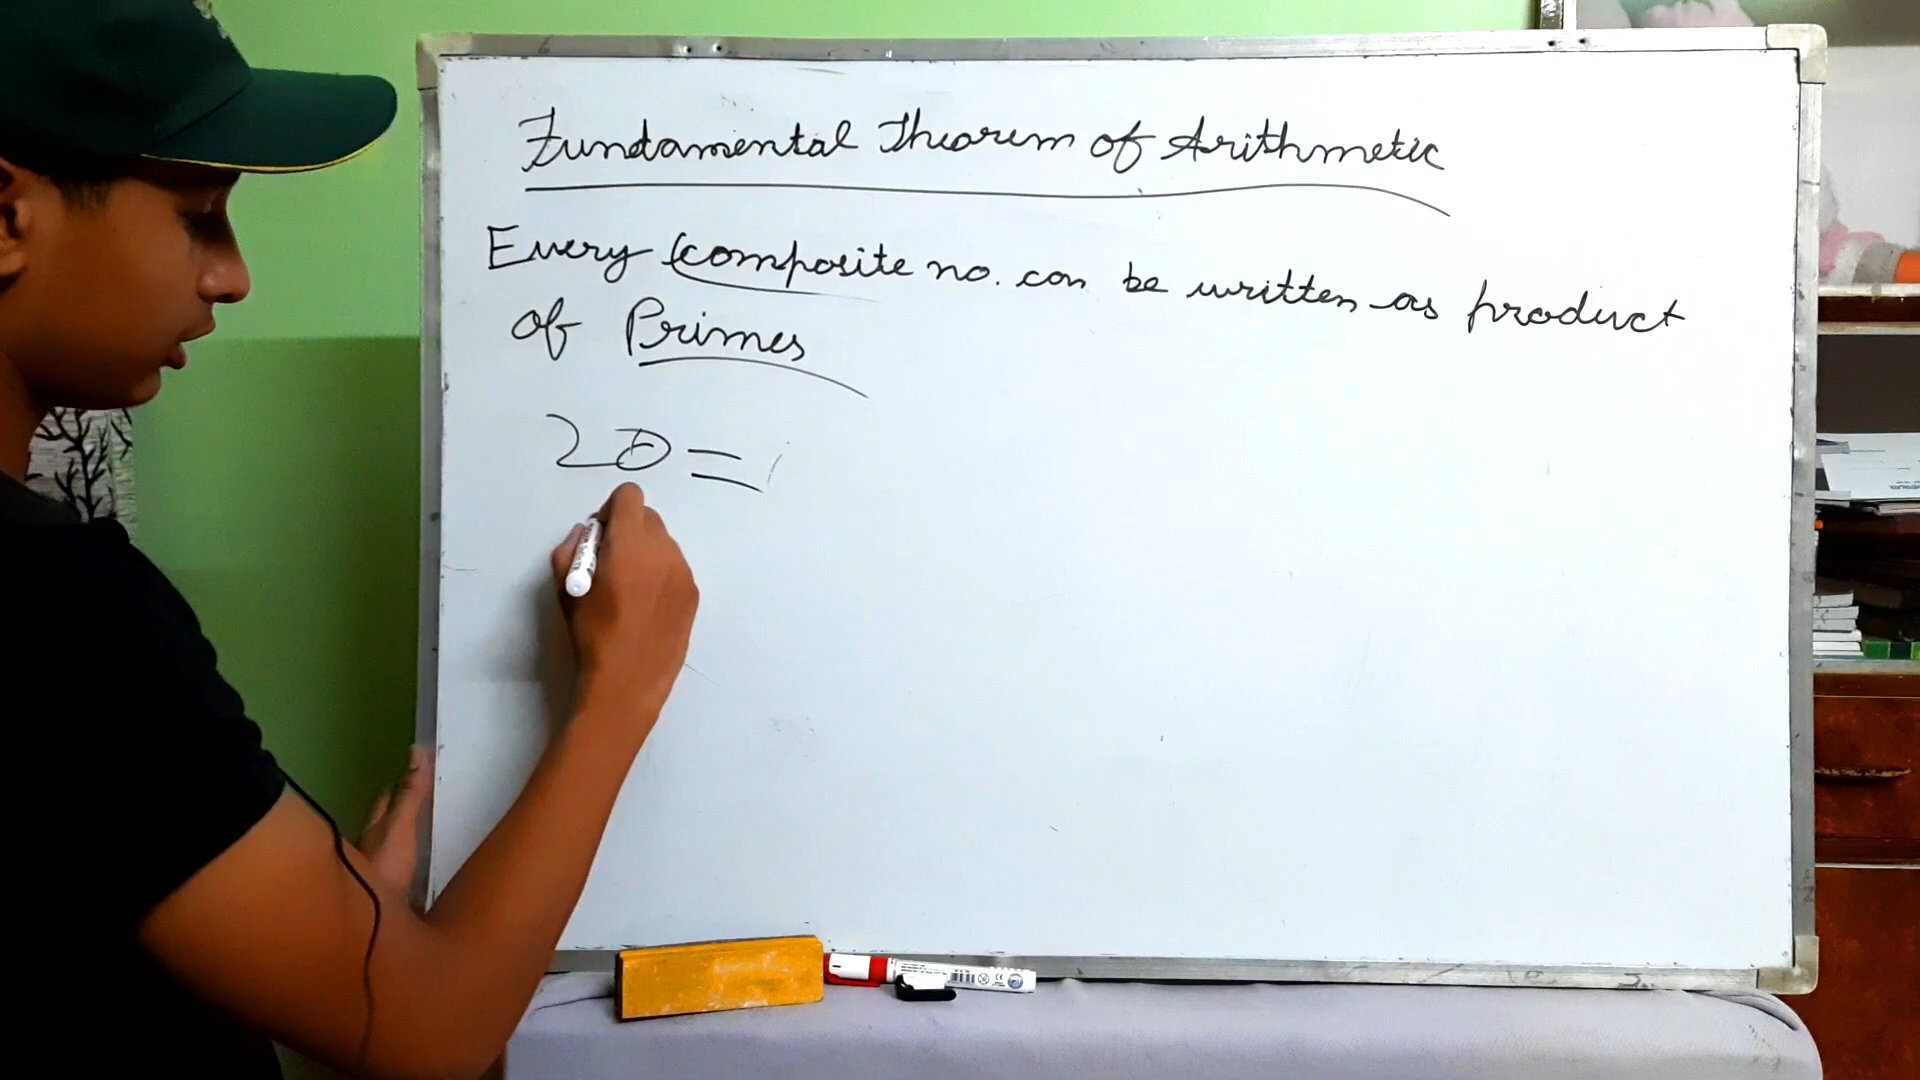 Fundamental Theorem of Arithmetic
Every composite no. can be written as product
of Primes
20 =